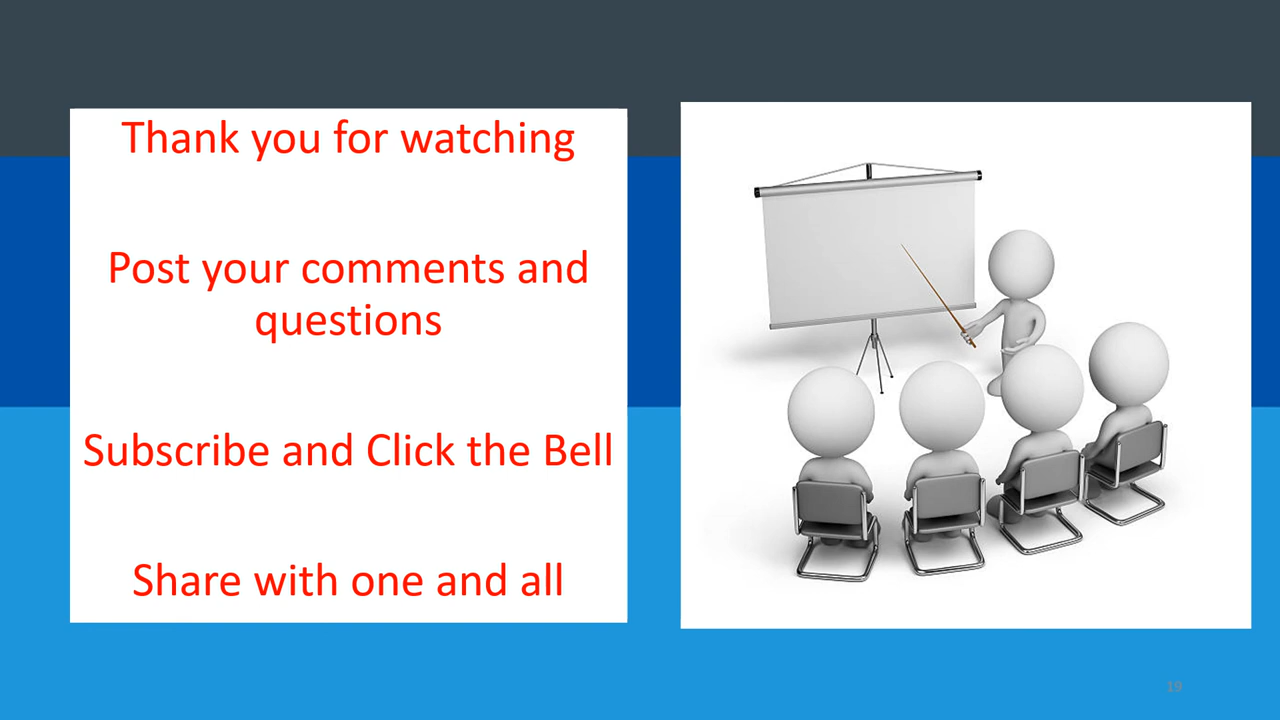 Thank you for watching
Post your comments and
questions
Subscribe and Click the Bell
Share with one and all
19